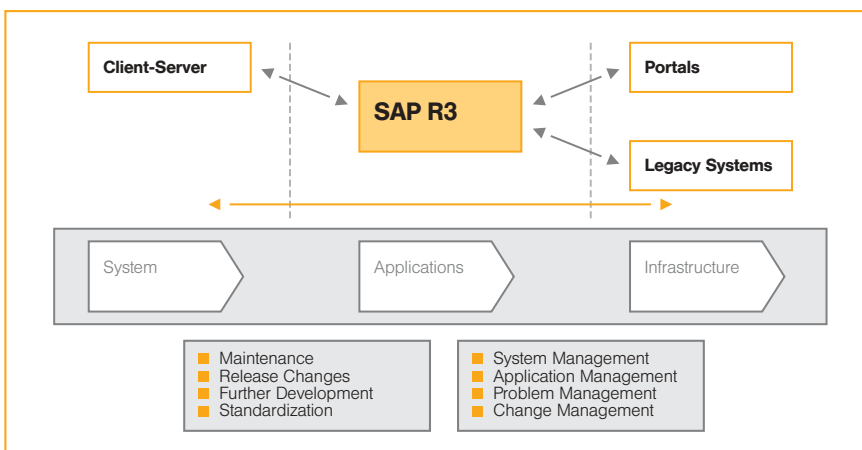 Client-Server
SAP R3
Portals
Legacy Systems
System
Applications
Infrastructure
Maintenance
Release Changes
Further Development
Standardization
System Management
Application Management
Problem Management
Change Management